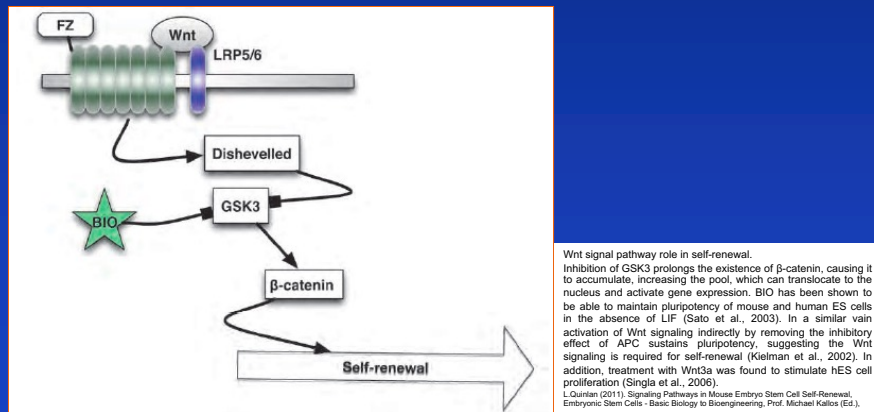 FZ
Wnt
LRP5/6
Dishevelled
BIO
GSK3
β-catenin
Self-renewal
Wnt signal pathway role in self-renewal.
Inhibition of GSK3 prolongs the existence of β-catenin, causing it
to accumulate, increasing the pool, which can translocate to the
nucleus and activate gene expression. BIO has been shown to
be able to maintain pluripotency of mouse and human ES cells
in the absence of LIF (Sato et al., 2003). In a similar vain
activation of Wnt signaling indirectly by removing the inhibitory
effect of APC sustains pluripotency, suggesting the Wnt
signaling is required for self-renewal (Kielman et al., 2002). In
addition, treatment with Wnt3a was found to stimulate hES cell
proliferation (Singla et al., 2006).
L.Quinlan (2011). Signaling Pathways in Mouse Embryo Stem Cell Self-Renewal,
Embryonic Stem Cells - Basic Biology to Bioengineering, Prof. Michael Kallos (Ed.),